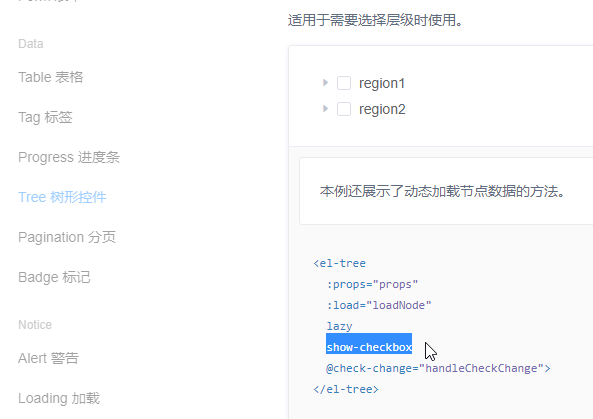 Data
Table 表格
Tag 标签
Progress 进度条
Tree 树形控件
Pagination 分页
Badge 标记
Notice
Alert 警告
Loading 加载
适用于需要选择层级时使用。
region1
region2
本例还展示了动态加载节点数据的方法。
<el-tree
:props="props"
:load="loadNode"
lazy
show-checkbox
@check-change="handleCheckChange">
</el-tree>